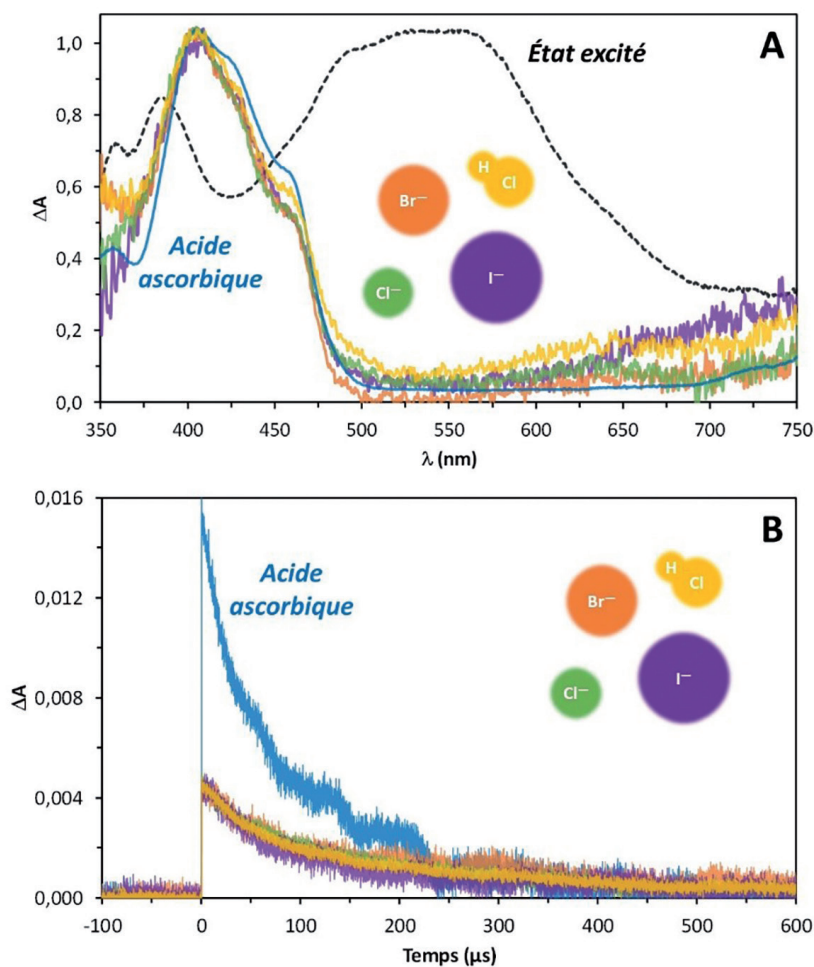 A
État excité
1,0
0,8
0,6
0,4
0,2
0,0
ΔA
H
Cl
Br⁻
I⁻
Cl⁻
Acide
ascorbique
350 400 450 500 550 600 650 700 750
λ (nm)
B
0,016
0,012
0,008
0,004
0,000
ΔA
Acide
ascorbique
H
Cl
Br⁻
I⁻
Cl⁻
-100 0 100 200 300 400 500 600
Temps (µs)